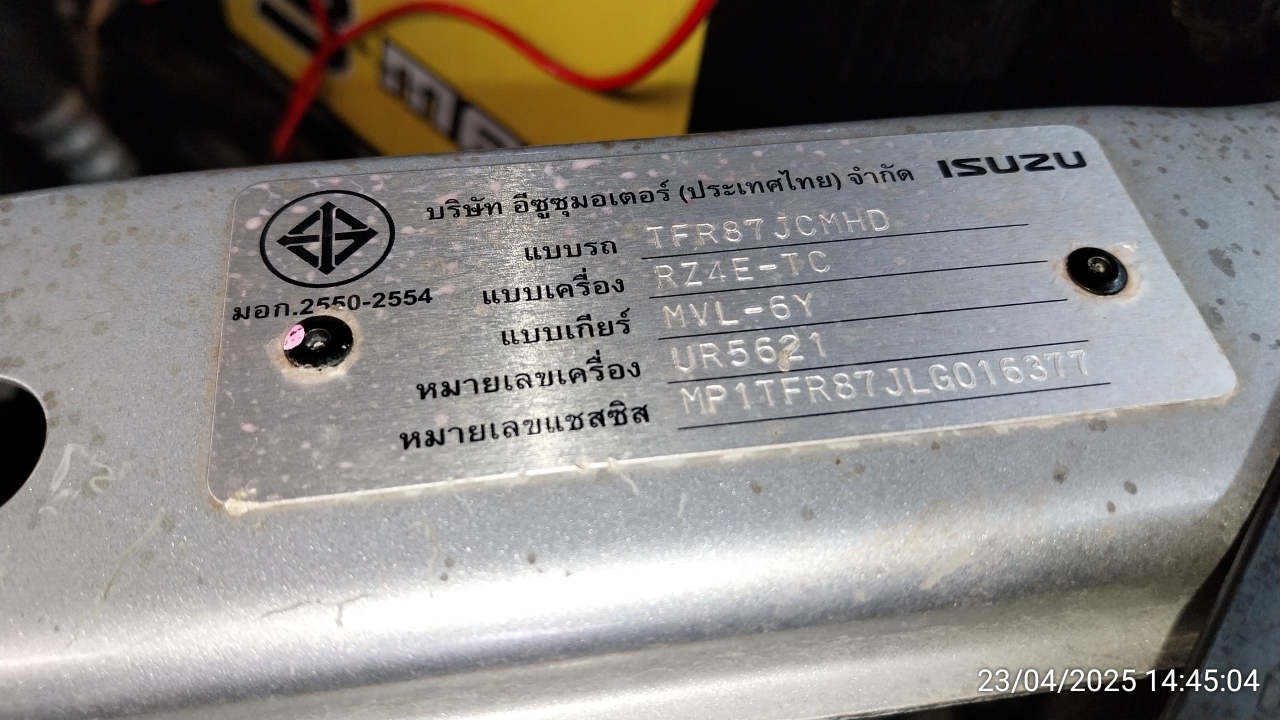 บริษัท อีซูซุมอเตอร์ (ประเทศไทย) จำกัด ISUZU
มอก.2550-2554
แบบรถ TFR87JCMHD
แบบเครื่อง RZ4E-TC
แบบเกียร์ MVL-6Y
หมายเลขเครื่อง UR5621
หมายเลขแชสซิส MP1TFR87JLG016377
23/04/2025 14:45:04